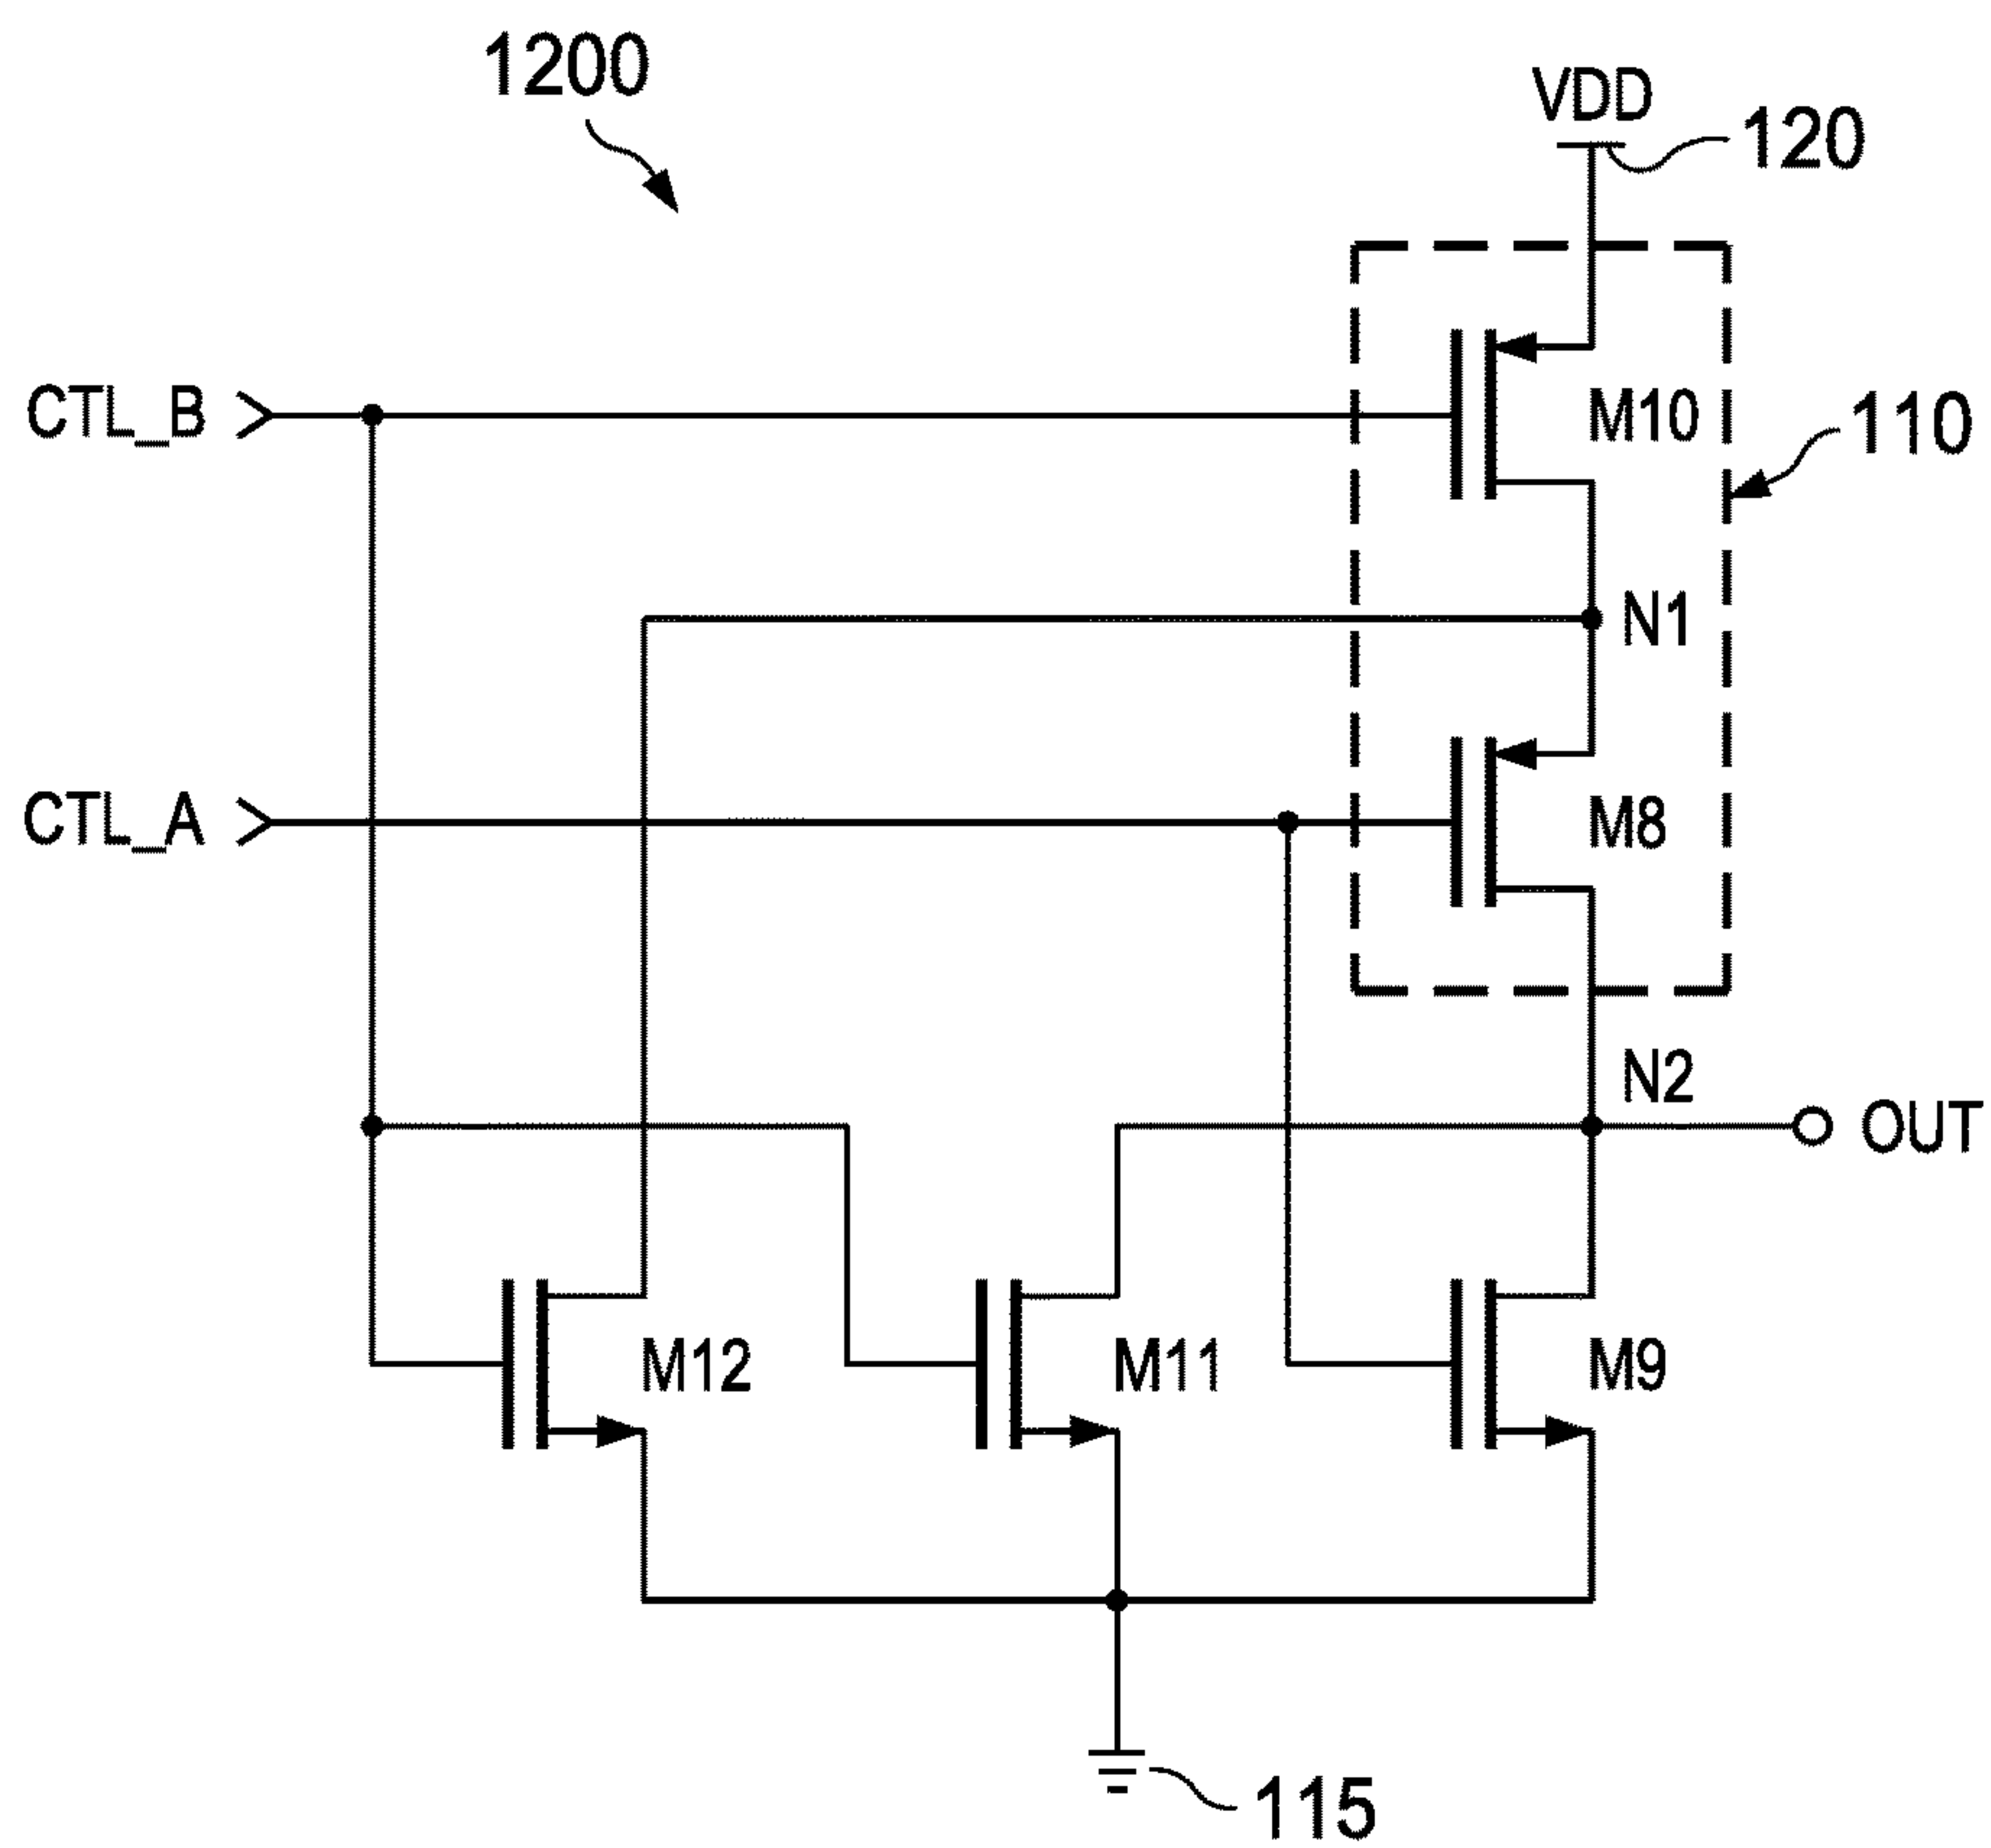 1200
VDD
120
CTL_B
M10
110
N1
CTL_A
M8
N2
OUT
M12
M11
M9
115